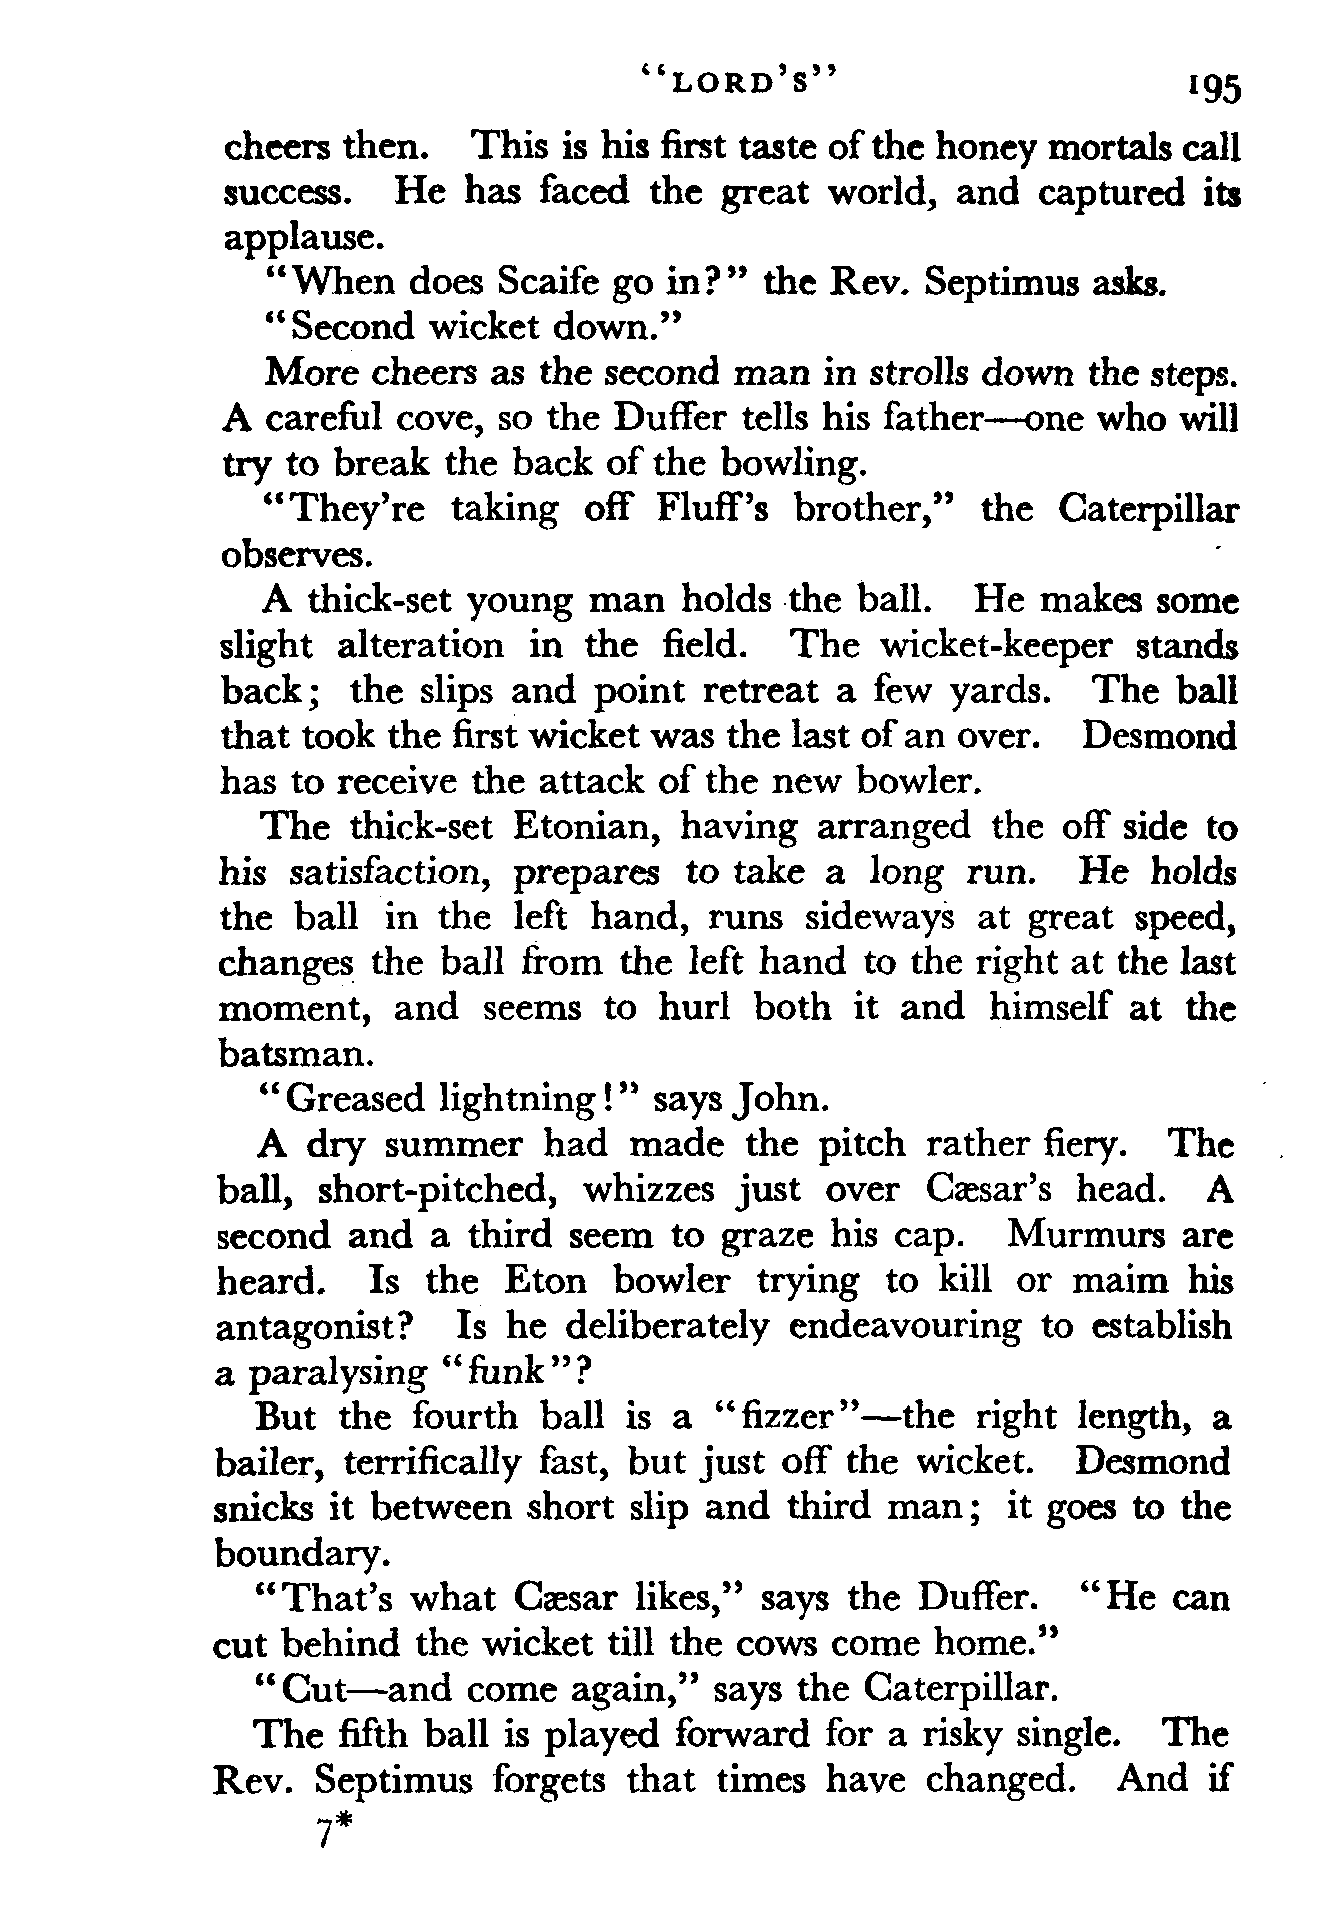 "LORD'S" 195
cheers then. This is his first taste of the honey mortals call
success. He has faced the great world, and captured its
applause.
"When does Scaife go in?" the Rev. Septimus asks.
"Second wicket down."
More cheers as the second man in strolls down the steps.
A careful cove, so the Duffer tells his father—one who will
try to break the back of the bowling.
"They're taking off Fluff's brother," the Caterpillar
observes.
A thick-set young man holds the ball. He makes some
slight alteration in the field. The wicket-keeper stands
back; the slips and point retreat a few yards. The ball
that took the first wicket was the last of an over. Desmond
has to receive the attack of the new bowler.
The thick-set Etonian, having arranged the off side to
his satisfaction, prepares to take a long run. He holds
the ball in the left hand, runs sideways at great speed,
changes the ball from the left hand to the right at the last
moment, and seems to hurl both it and himself at the
batsman.
"Greased lightning!" says John.
A dry summer had made the pitch rather fiery. The
ball, short-pitched, whizzes just over Cæsar's head. A
second and a third seem to graze his cap. Murmurs are
heard. Is the Eton bowler trying to kill or maim his
antagonist? Is he deliberately endeavouring to establish
a paralysing "funk"?
But the fourth ball is a "fizzer"—the right length, a
bailer, terrifically fast, but just off the wicket. Desmond
snicks it between short slip and third man; it goes to the
boundary.
"That's what Cæsar likes," says the Duffer. "He can
cut behind the wicket till the cows come home."
"Cut—and come again," says the Caterpillar.
The fifth ball is played forward for a risky single. The
Rev. Septimus forgets that times have changed. And if
7*